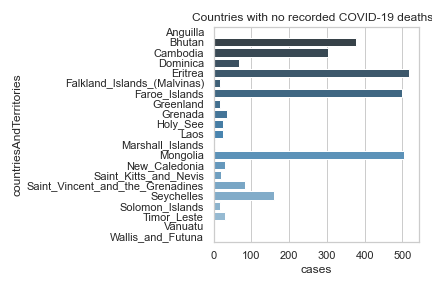 Countries with no recorded COVID-19 deaths
countriesAndTerritories
Anguilla
Bhutan
Cambodia
Dominica
Eritrea
Falkland_Islands_(Malvinas)
Faroe_Islands
Greenland
Grenada
Holy_See
Laos
Marshall_Islands
Mongolia
New_Caledonia
Saint_Kitts_and_Nevis
Saint_Vincent_and_the_Grenadines
Seychelles
Solomon_Islands
Timor_Leste
Vanuatu
Wallis_and_Futuna
0 100 200 300 400 500
cases